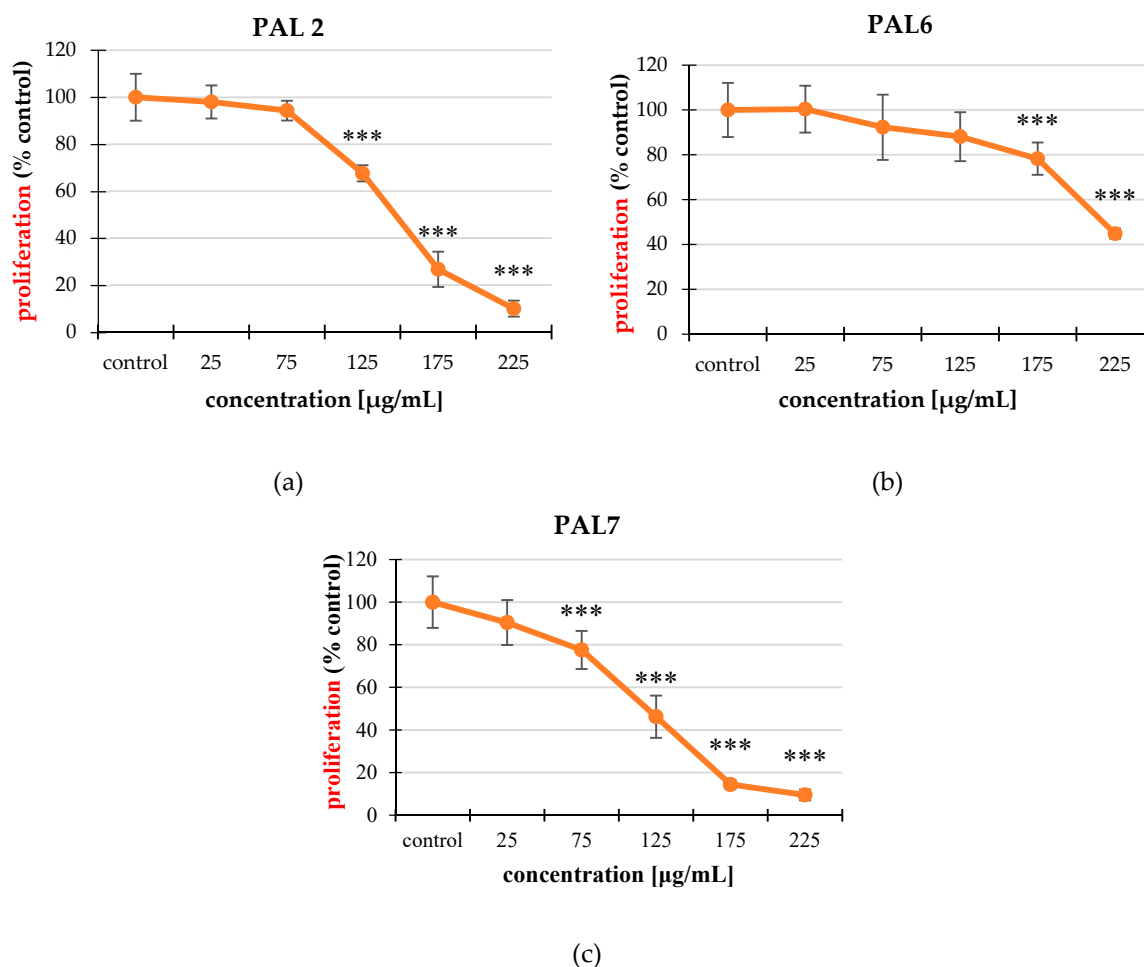 PAL 2
120
100
80
60
40
20
0
proliferation (% control)
***
***
***
control 25 75 125 175 225
concentration [µg/mL]
(a)
PAL6
120
100
80
60
40
20
0
proliferation (% control)
***
***
control 25 75 125 175 225
concentration [µg/mL]
(b)
PAL7
120
100
80
60
40
20
0
proliferation (% control)
***
***
***
***
control 25 75 125 175 225
concentration [µg/mL]
(c)